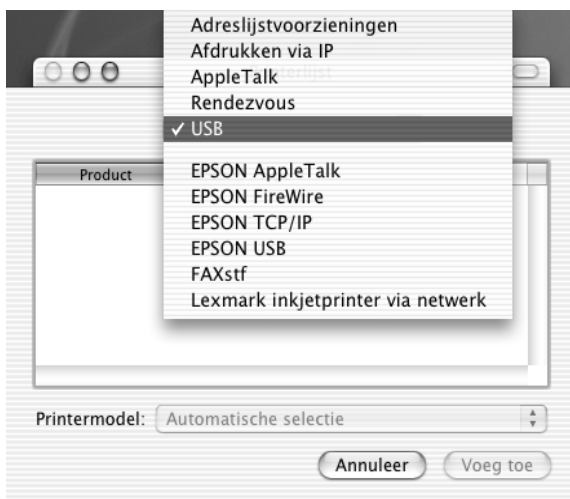 Adreslijstvoorzieningen
Afdrukken via IP
AppleTalk
Rendezvous
✓ USB
EPSON AppleTalk
EPSON FireWire
EPSON TCP/IP
EPSON USB
FAXstf
Lexmark inkjetprinter via netwerk
Product
Printermodel: Automatische selectie
Annuleer Voeg toe